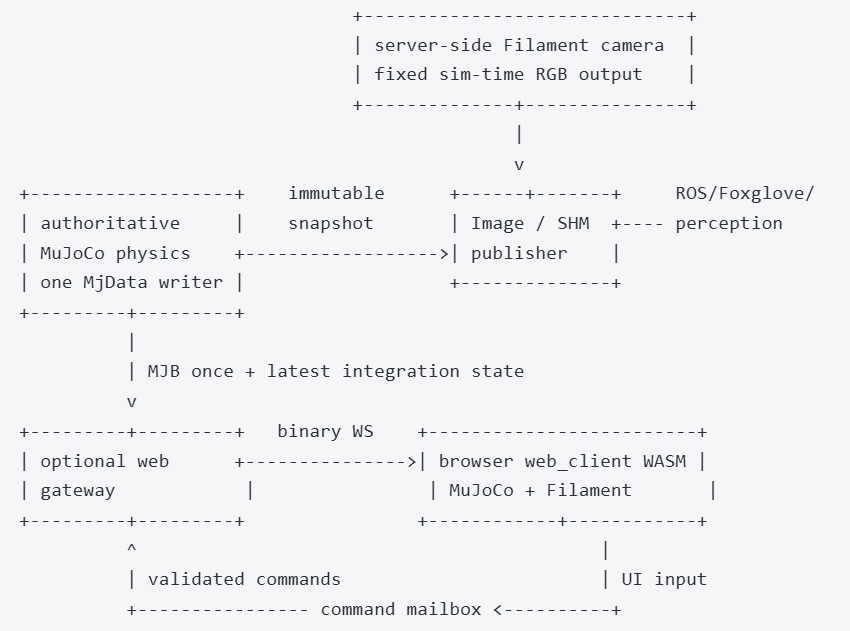 +------------------------------+
| server-side Filament camera  |
| fixed sim-time RGB output    |
+--------------+---------------+
|
v
+------------------+    immutable      +------+-------+     ROS/Foxglove/
| authoritative     |    snapshot       | Image / SHM  +---- perception
| MuJoCo physics    +------------------>| publisher    |
| one MjData writer |                   +--------------+
+---------+---------+
|
| MJB once + latest integration state
v
+---------+---------+   binary WS    +-------------------------+
| optional web      +--------------->| browser web_client WASM |
| gateway            |                | MuJoCo + Filament       |
+---------+---------+                +------------+------------+
^                                           |
| validated commands                        | UI input
+---------------- command mailbox <----------+